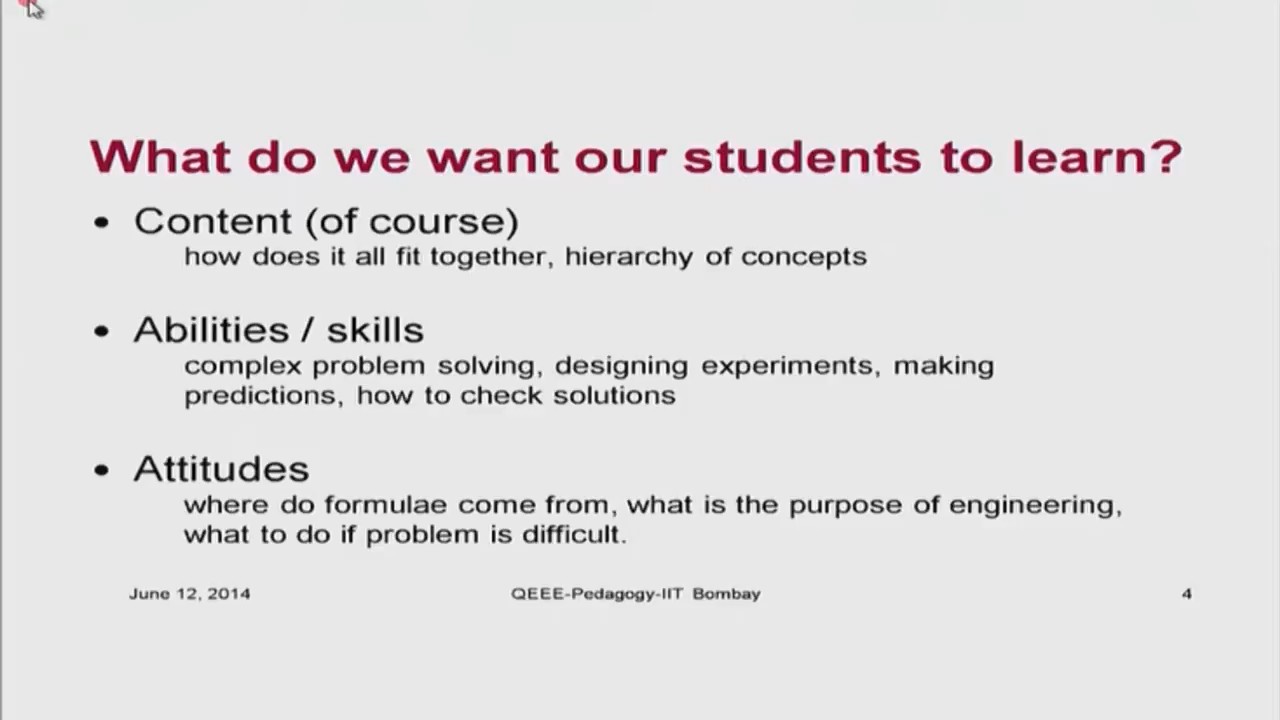 What do we want our students to learn?
• Content (of course)
how does it all fit together, hierarchy of concepts
• Abilities / skills
complex problem solving, designing experiments, making
predictions, how to check solutions
• Attitudes
where do formulae come from, what is the purpose of engineering,
what to do if problem is difficult.
June 12, 2014 QEEE-Pedagogy-IIT Bombay 4